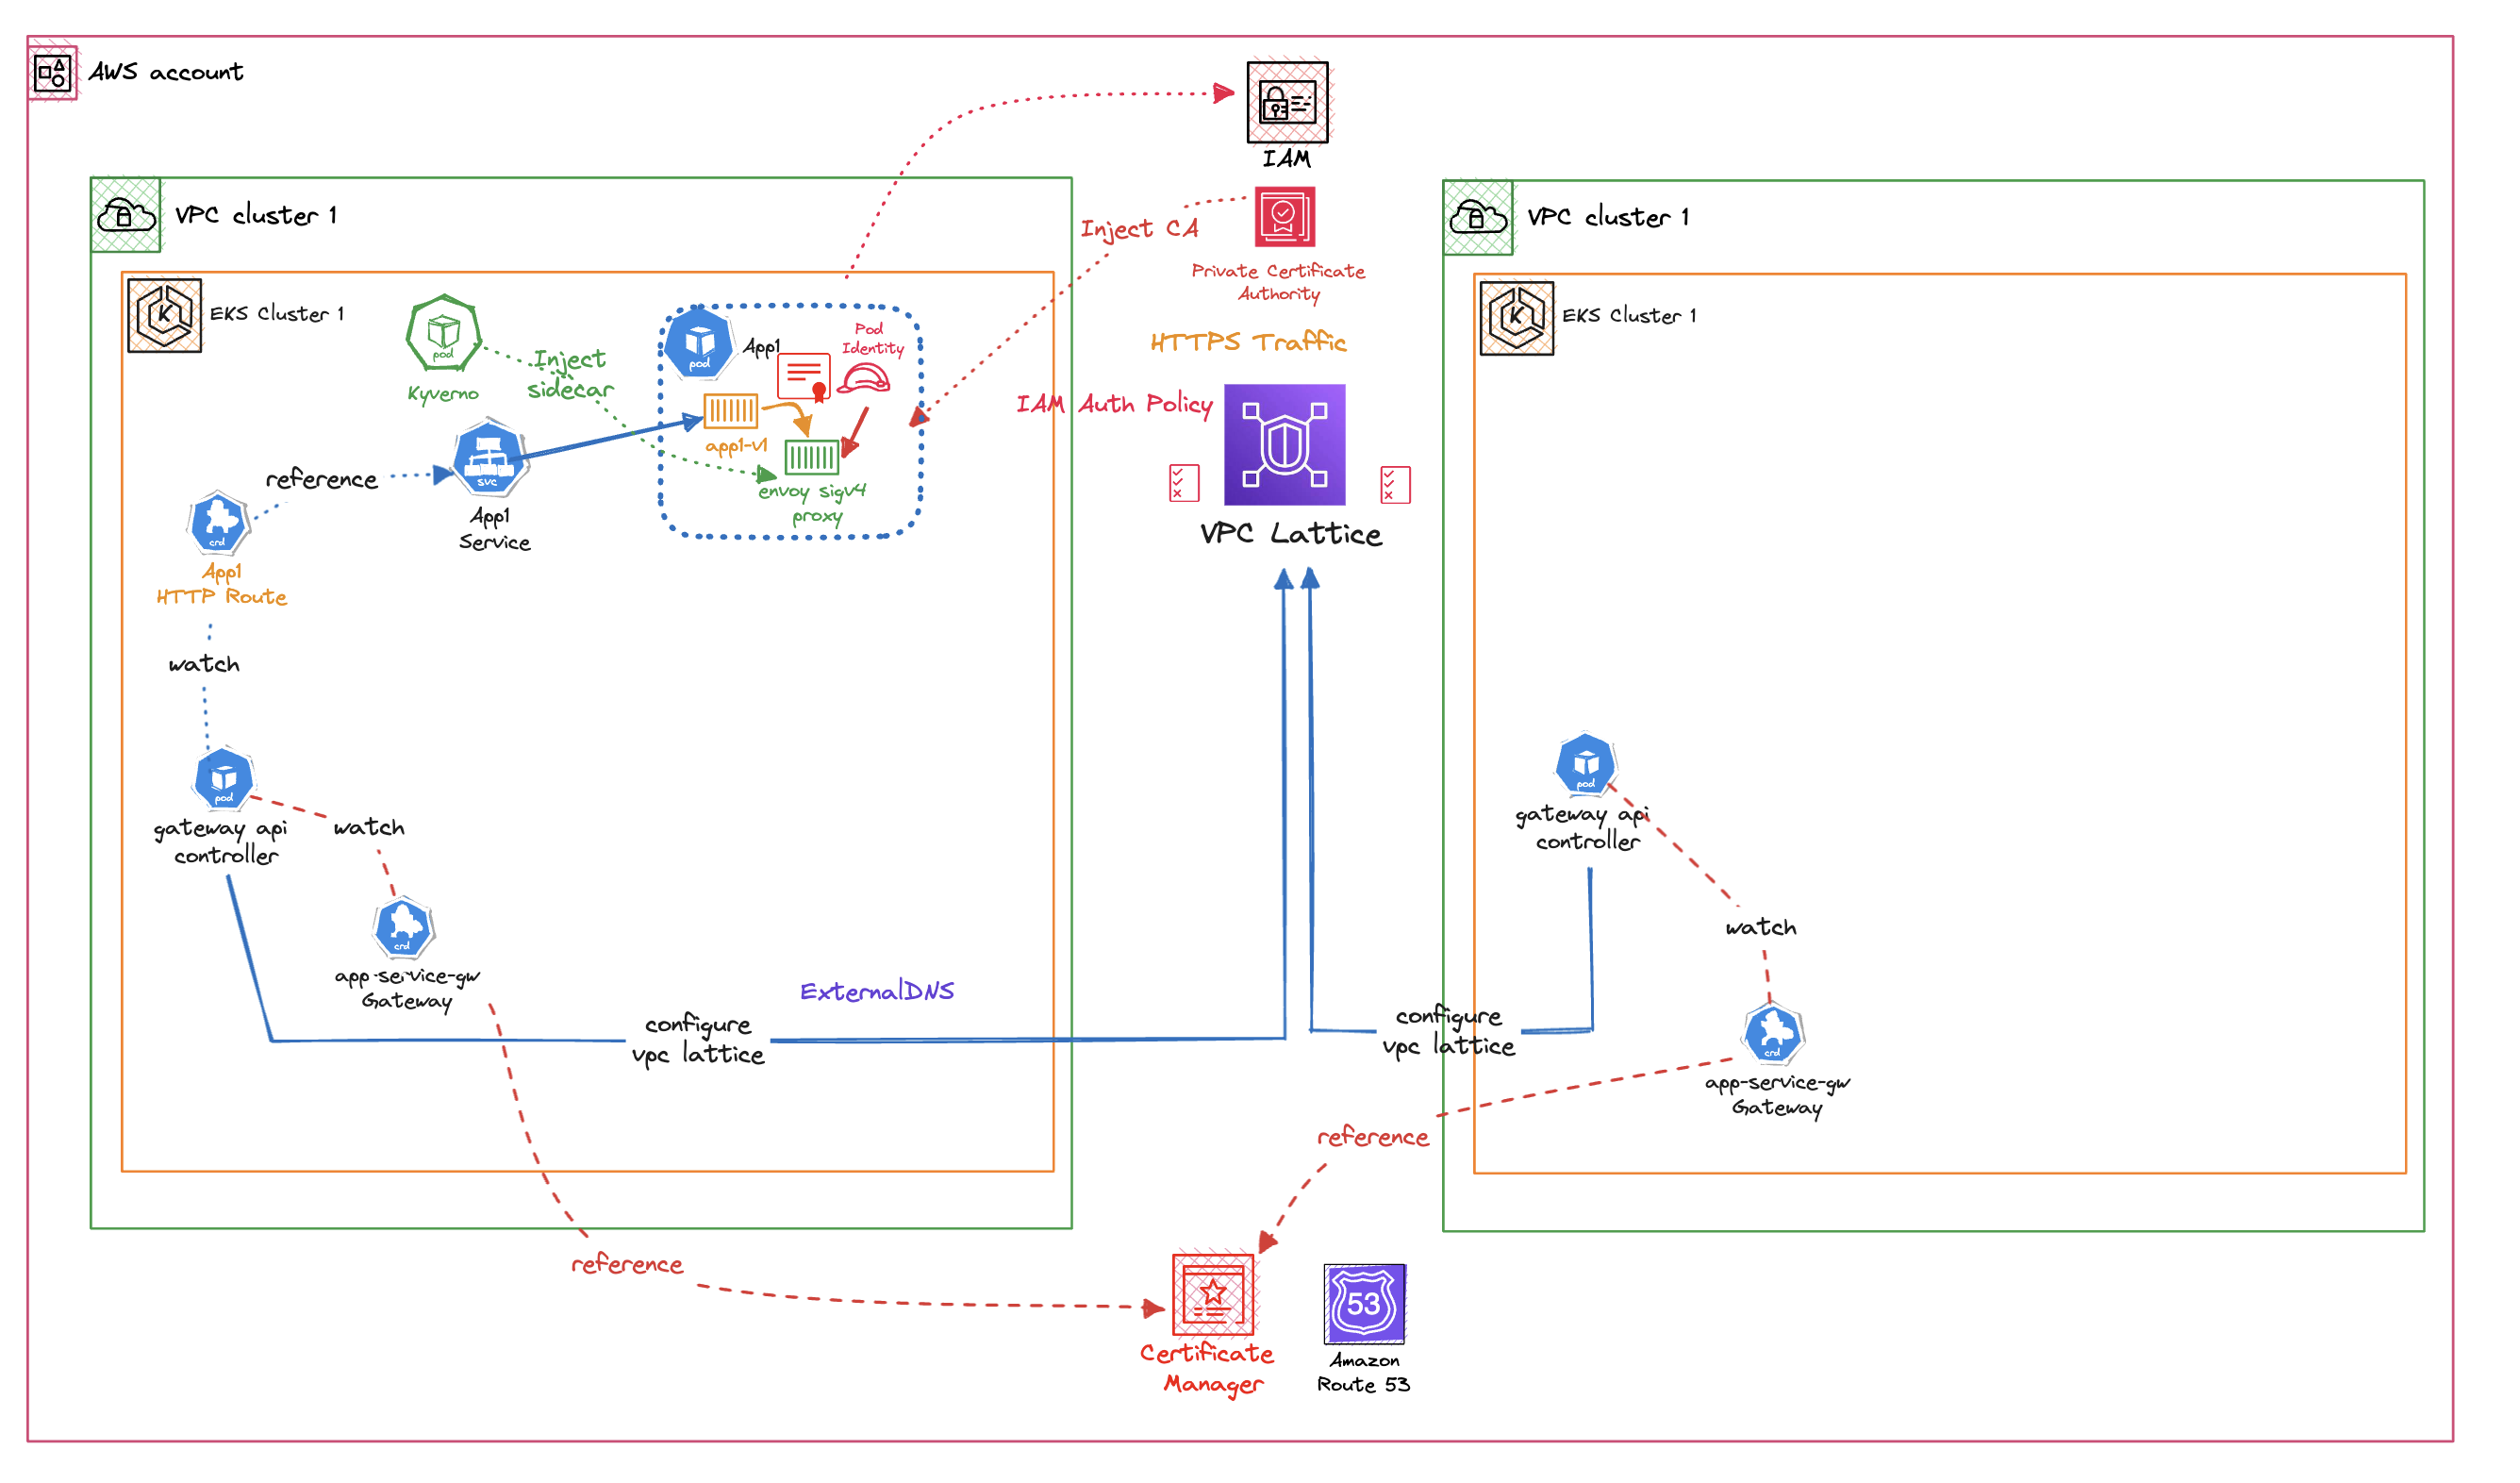 AWS account
IAM
VPC cluster 1
Inject CA
Private Certificate
Authority
VPC cluster 1
K
EKS Cluster 1
pod
Kyverno
Inject
sidecar
pod
App1
Pod
Identity
HTTPS Traffic
K
EKS Cluster 1
app1-v1
IAM Auth Policy
envoy sigv4
proxy
reference
svc
App1
Service
VPC Lattice
crd
App1
HTTP Route
watch
pod
gateway api
controller
watch
pod
gateway api
controller
crd
app-service-gw
Gateway
watch
ExternalDNS
configure
vpc lattice
configure
vpc lattice
crd
app-service-gw
Gateway
reference
reference
Certificate
Manager
53
Amazon
Route 53